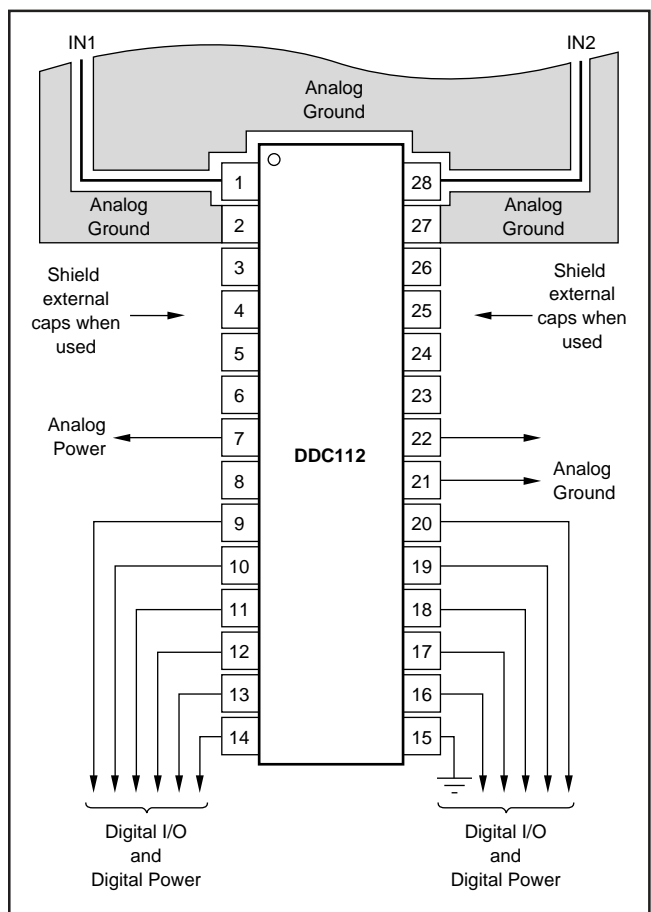 IN1
IN2
Analog
Ground
1
28
Analog
Ground
Analog
Ground
2
27
3
26
Shield
external
caps when
used
Shield
external
caps when
used
4
25
5
24
6
23
Analog
Power
7
22
DDC112
8
21
Analog
Ground
9
20
10
19
11
18
12
17
13
16
14
15
Digital I/O
and
Digital Power
Digital I/O
and
Digital Power